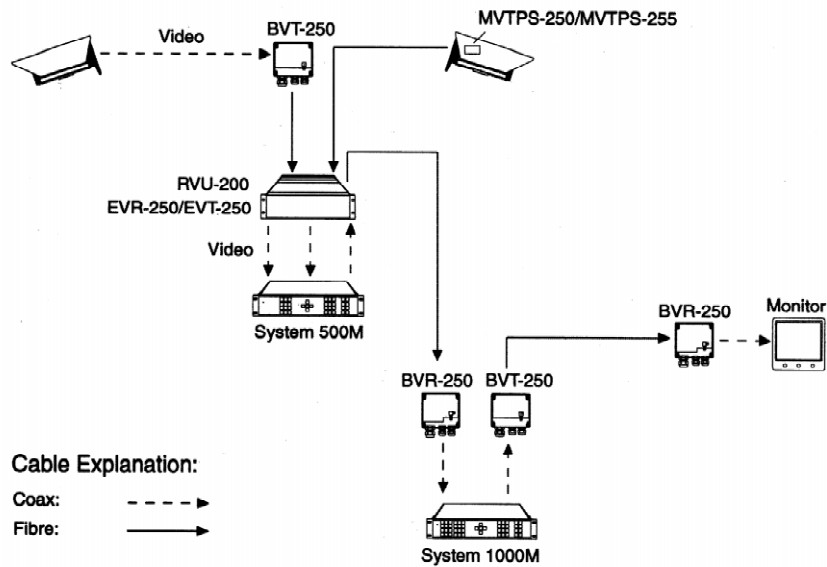 MVTPS-250/MVTPS-255
BVT-250
Video
RVU-200
EVR-250/EVT-250
Video
System 500M
BVR-250
Monitor
BVR-250
BVT-250
System 1000M
Cable Explanation:
Coax:
Fibre: